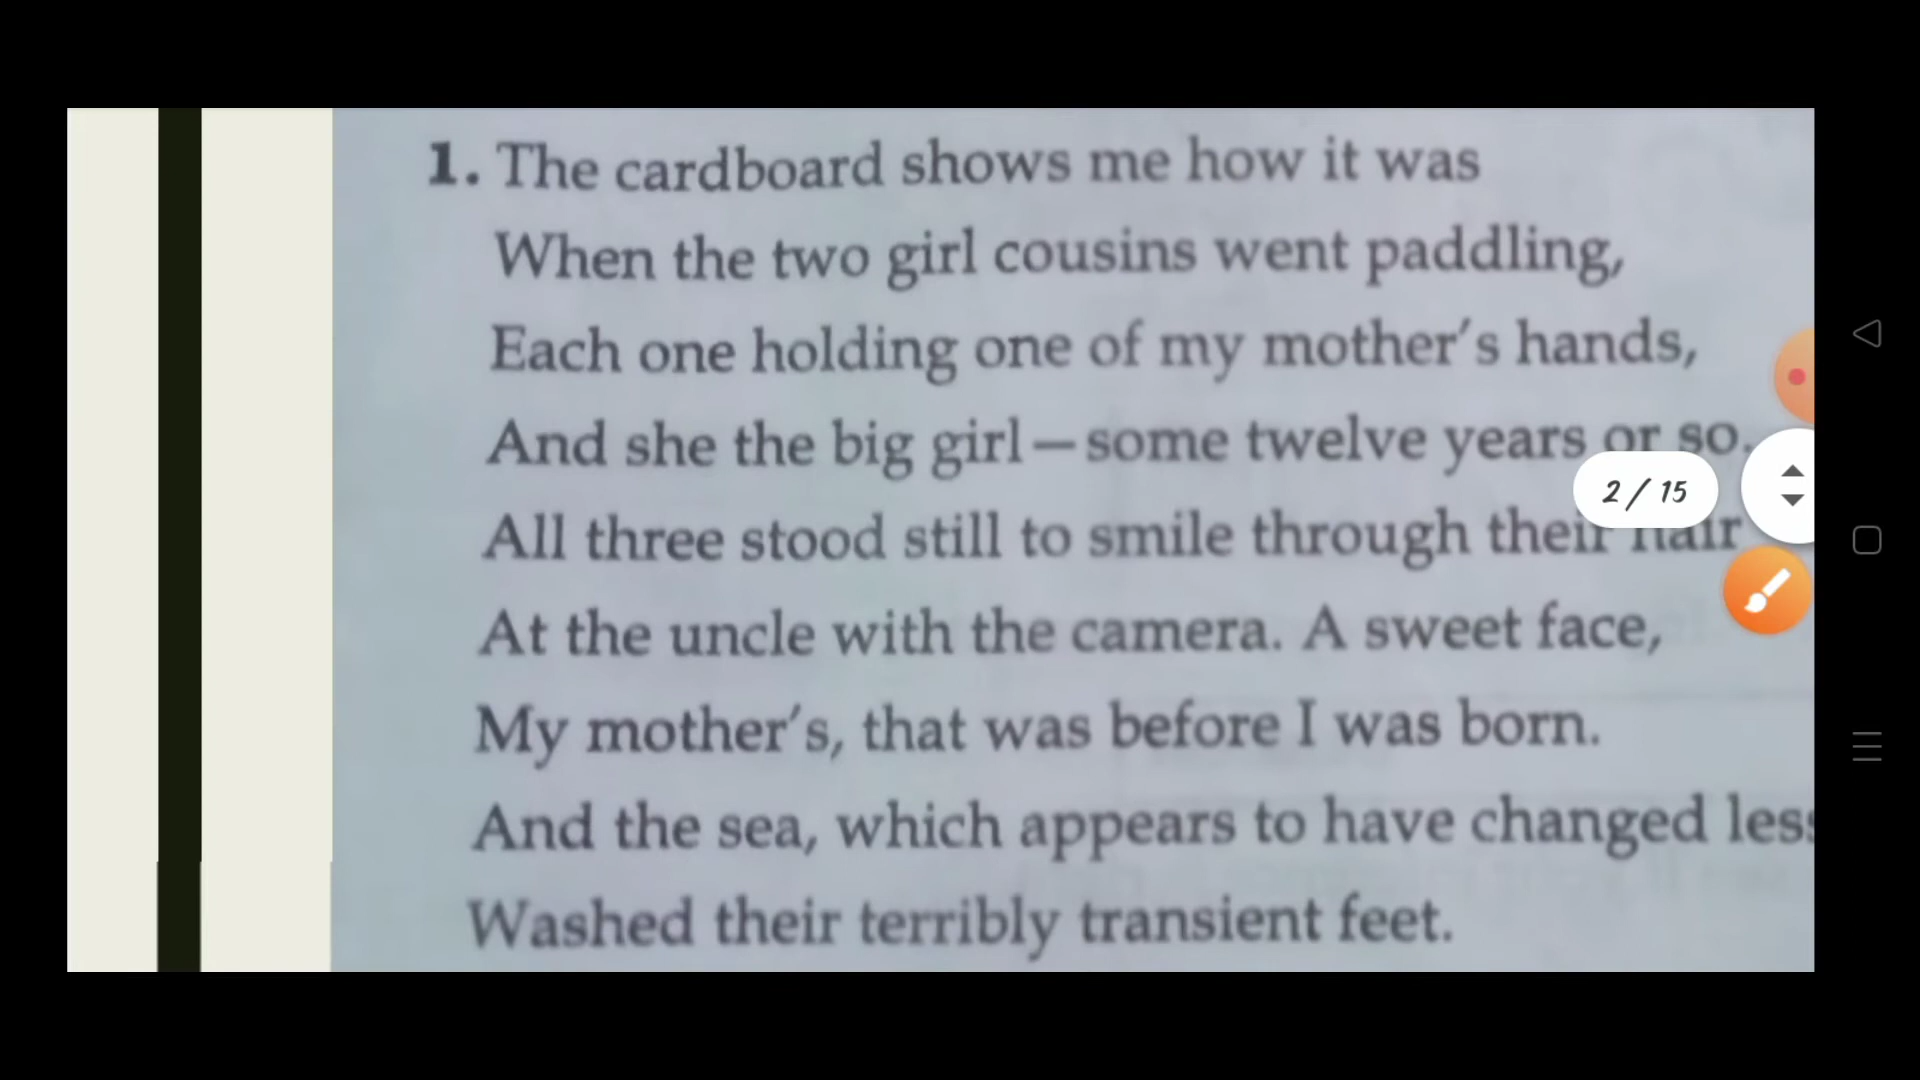 1. The cardboard shows me how it was
When the two girl cousins went paddling,
Each one holding one of my mother's hands,
And she the big girl—some twelve years or so.
All three stood still to smile through their hair
At the uncle with the camera. A sweet face,
My mother's, that was before I was born.
And the sea, which appears to have changed less
Washed their terribly transient feet.
2 / 15